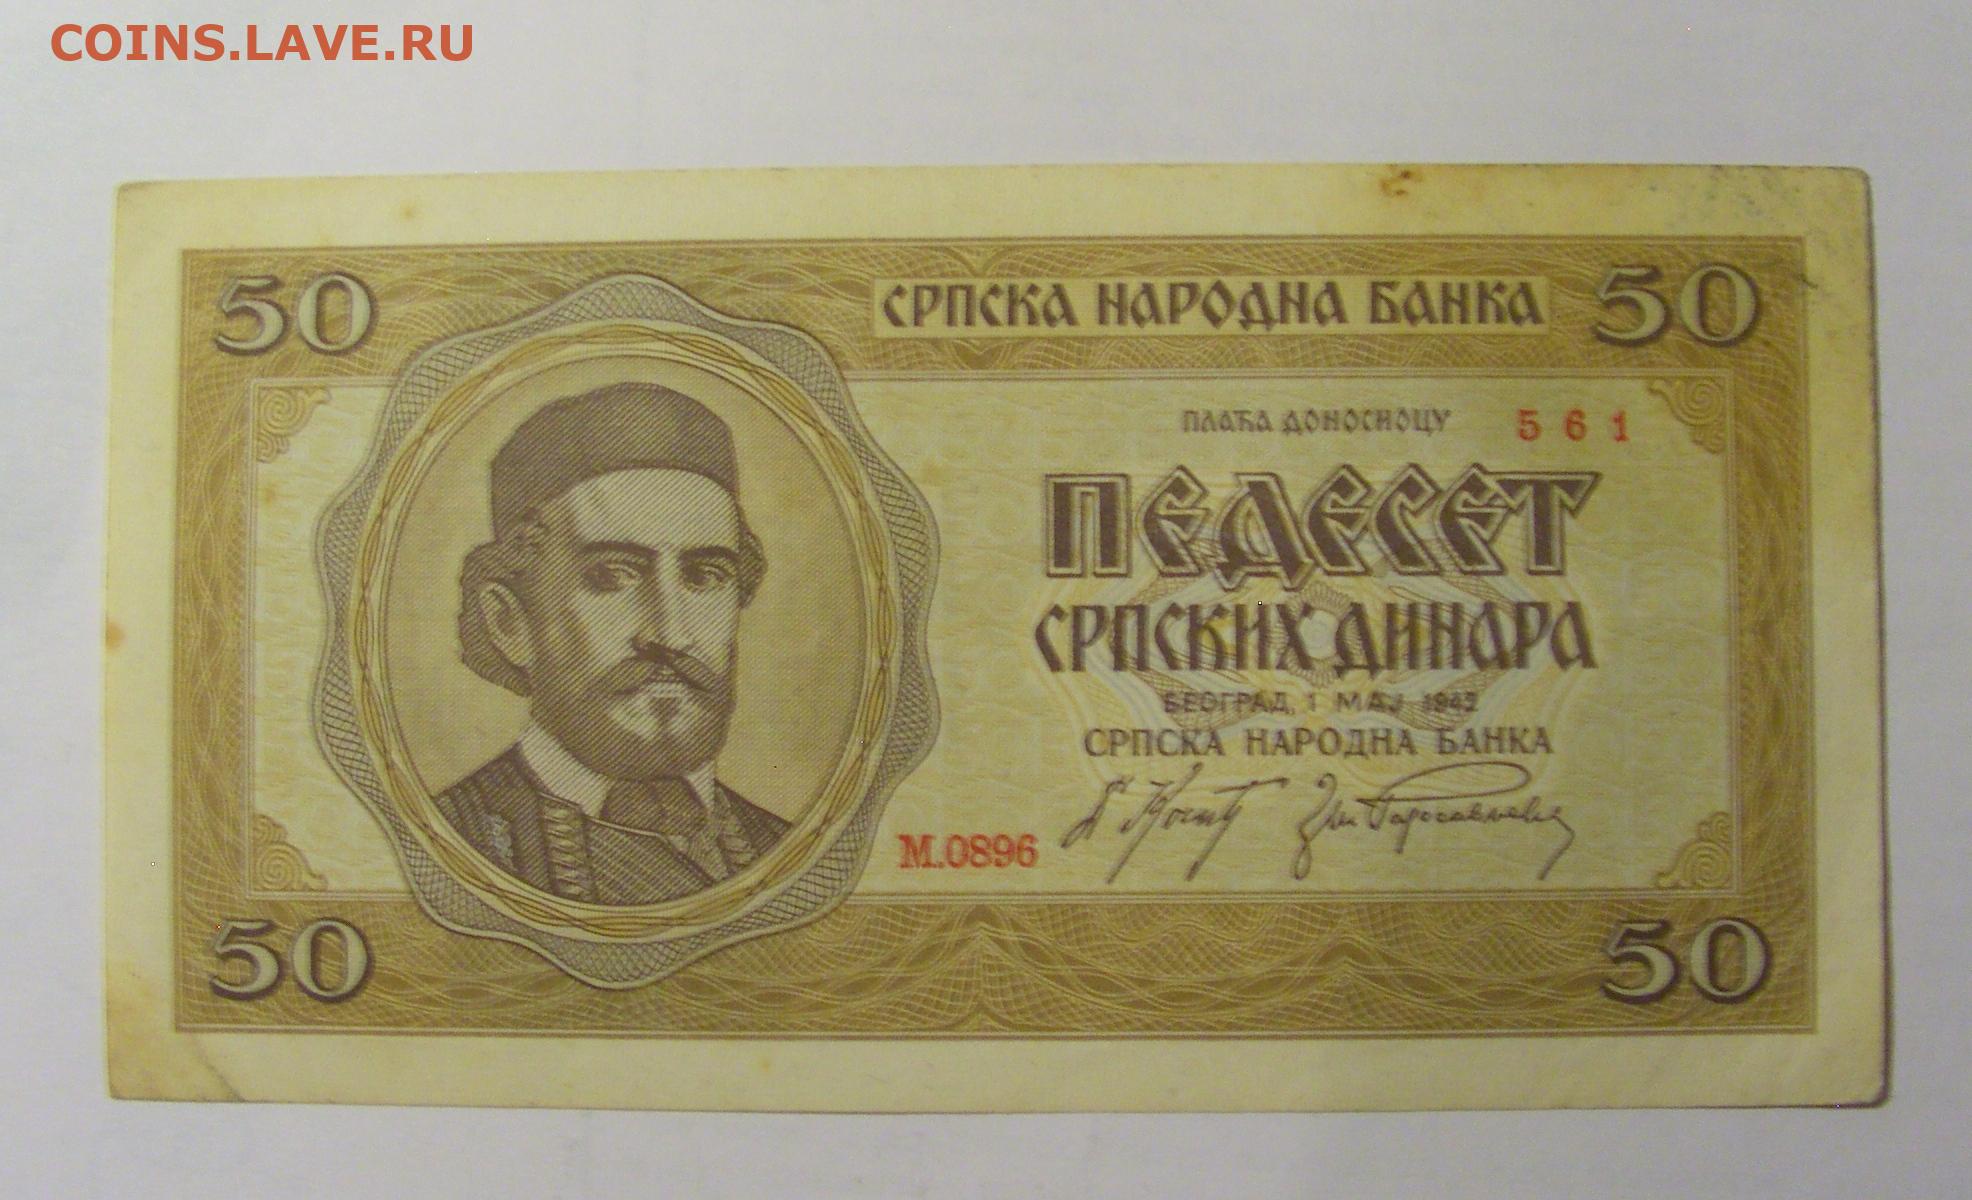 COINS.LAVE.RU
50
СРПСКА НАРОДНА БАНКА
50
ПЛАЋА ДОНОСИОЦУ 561
ПЕДЕСЕТ
СРПСКИХ ДИНАРА
БЕОГРАД, 1 МАЈ 1942
СРПСКА НАРОДНА БАНКА
М.0896
50
50